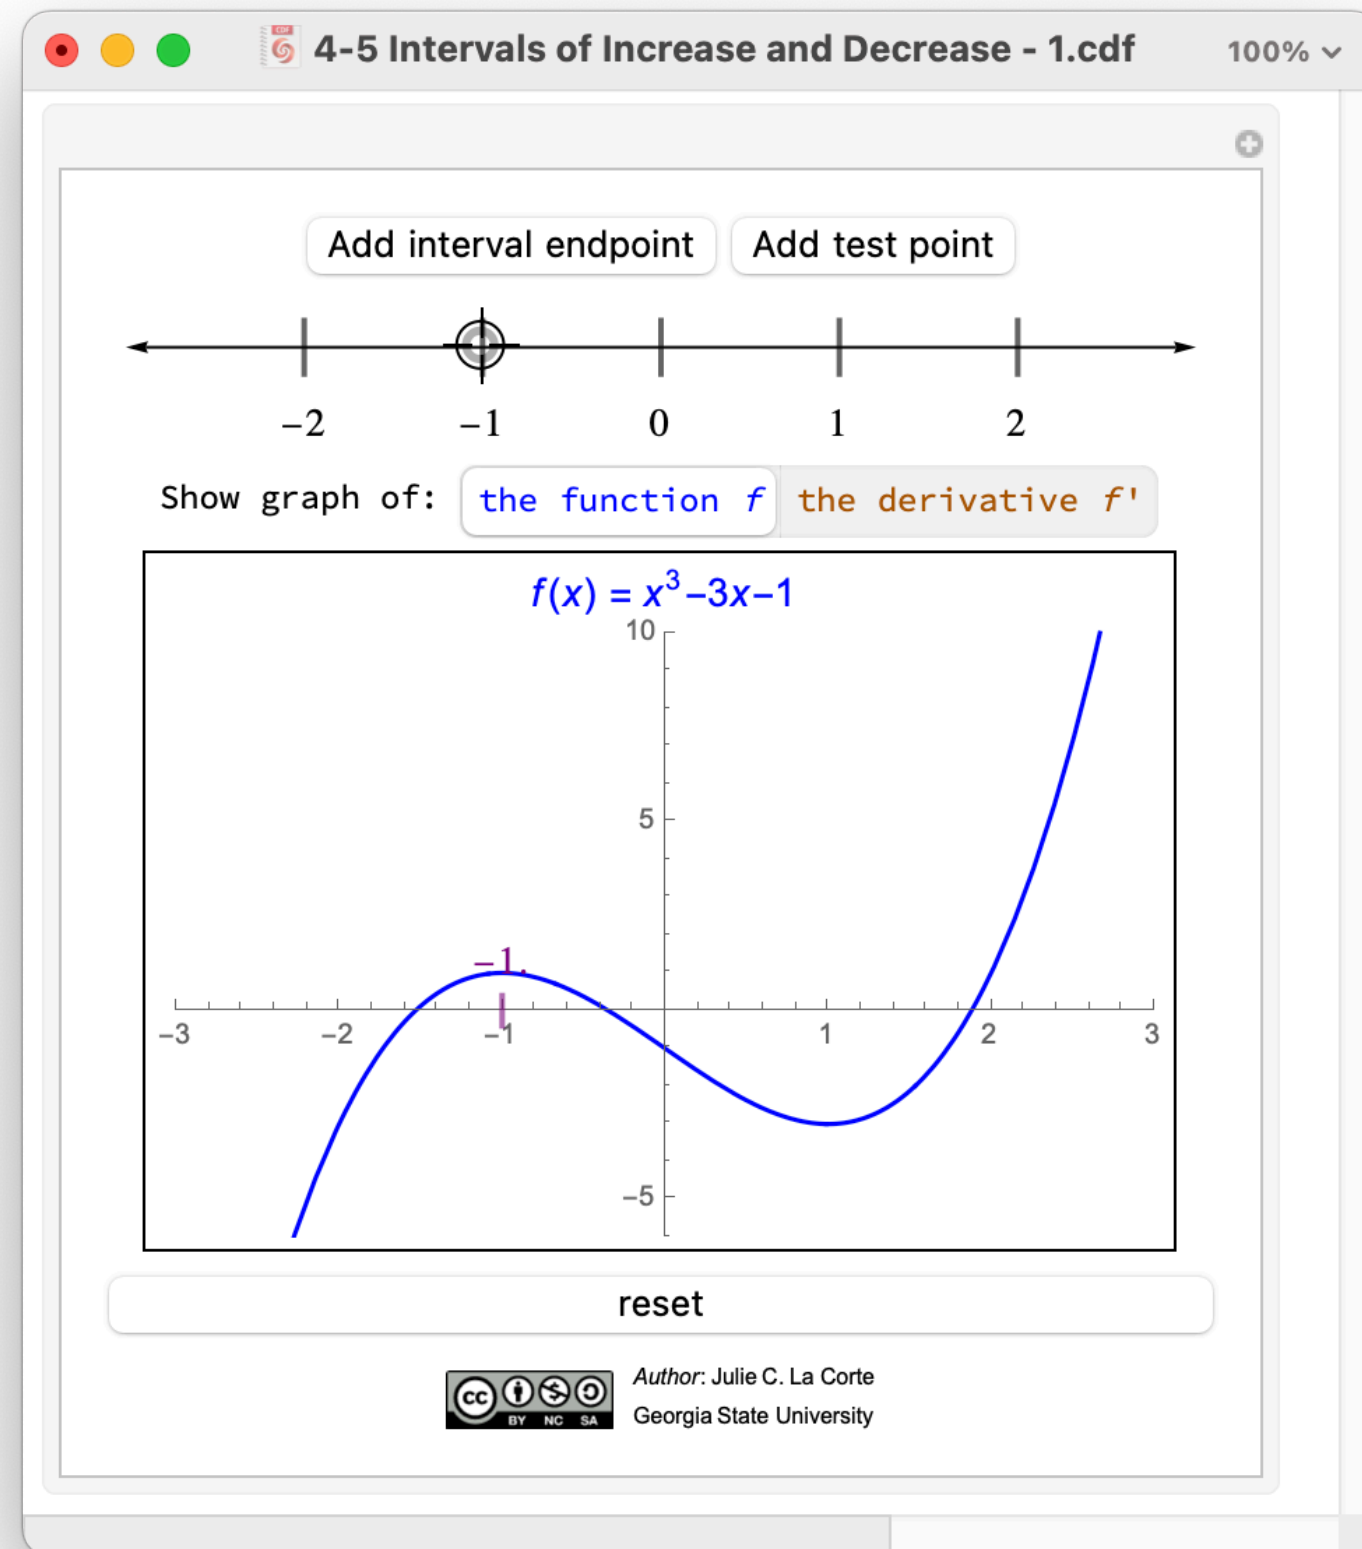 4-5 Intervals of Increase and Decrease - 1.cdf 100%
Add interval endpoint Add test point
−2 −1 0 1 2
Show graph of: the function f the derivative f'
f(x) = x³−3x−1
10
5
−1.
−3 −2 −1 1 2 3
−5
reset
cc BY NC SA
Author: Julie C. La Corte
Georgia State University